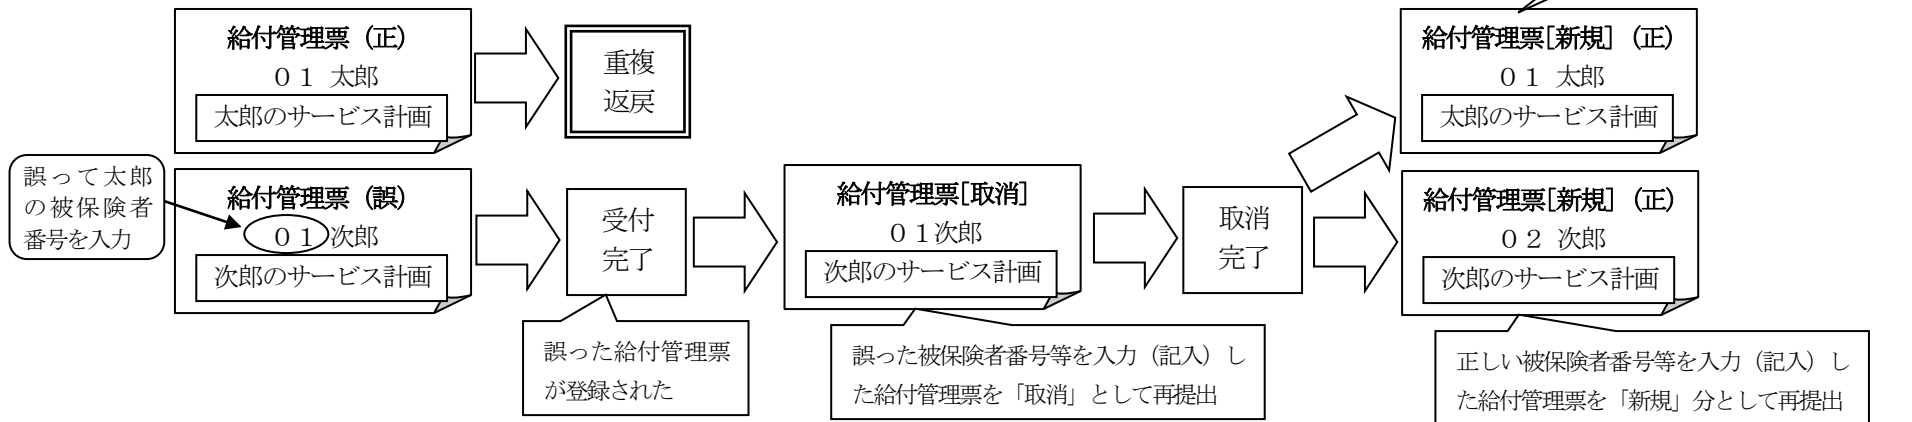 給付管理票（正）
０１ 太郎
太郎のサービス計画
重複
返戻
給付管理票[新規]（正）
０１ 太郎
太郎のサービス計画
誤って太郎
の被保険者
番号を入力
給付管理票（誤）
０１次郎
次郎のサービス計画
受付
完了
誤った給付管理票
が登録された
給付管理票[取消]
０１次郎
次郎のサービス計画
誤った被保険者番号等を入力（記入）し
た給付管理票を「取消」として再提出
取消
完了
給付管理票[新規]（正）
０２ 次郎
次郎のサービス計画
正しい被保険者番号等を入力（記入）し
た給付管理票を「新規」分として再提出